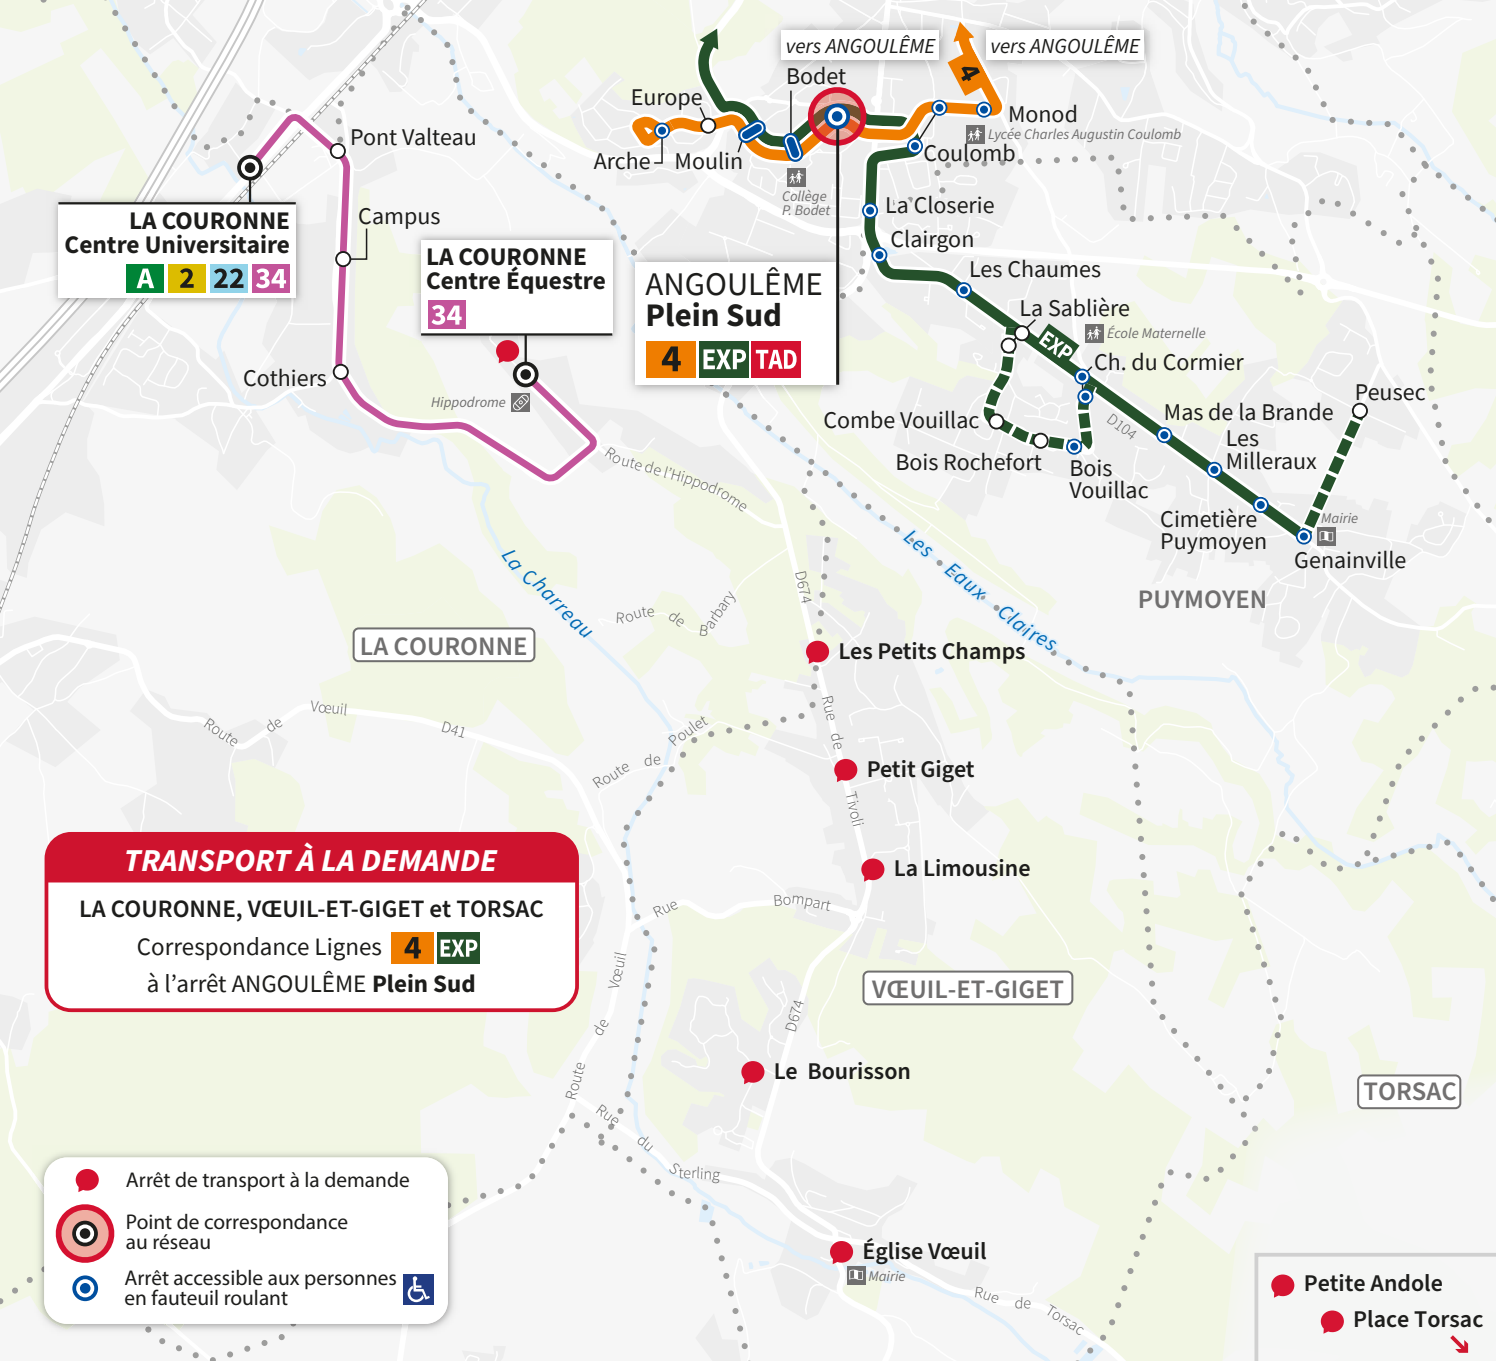 vers ANGOULÊME
vers ANGOULÊME
4
Bodet
Europe
Monod
Lycée Charles Augustin Coulomb
Pont Valteau
Arche
Moulin
Coulomb
Collège
P. Bodet
LA COURONNE
Centre Universitaire
A 2 22 34
Campus
La Closerie
Clairgon
LA COURONNE
Centre Équestre
34
ANGOULÊME
Plein Sud
4 EXP TAD
Les Chaumes
La Sablière
École Maternelle
EXP
Ch. du Cormier
Cothiers
Hippodrome
Peusec
Combe Vouillac
D104
Mas de la Brande
Les
Milleraux
Bois Rochefort
Bois
Vouillac
Route de l'Hippodrome
Cimetière
Puymoyen
Mairie
Genainville
La Charreau
Les Eaux Claires
D674
PUYMOYEN
Route de Barbary
LA COURONNE
Les Petits Champs
Route de Vœuil
D41
Rue de Tivoli
Route de Poulet
Petit Giget
TRANSPORT À LA DEMANDE
LA COURONNE, VŒUIL-ET-GIGET et TORSAC
Correspondance Lignes 4 EXP
à l'arrêt ANGOULÊME Plein Sud
La Limousine
Rue Bompart
Route de Vœuil
VŒUIL-ET-GIGET
D674
Le Bourisson
TORSAC
Rue du Sterling
Arrêt de transport à la demande
Point de correspondance
au réseau
Arrêt accessible aux personnes
en fauteuil roulant
Église Vœuil
Mairie
Rue de Torsac
Petite Andole
Place Torsac